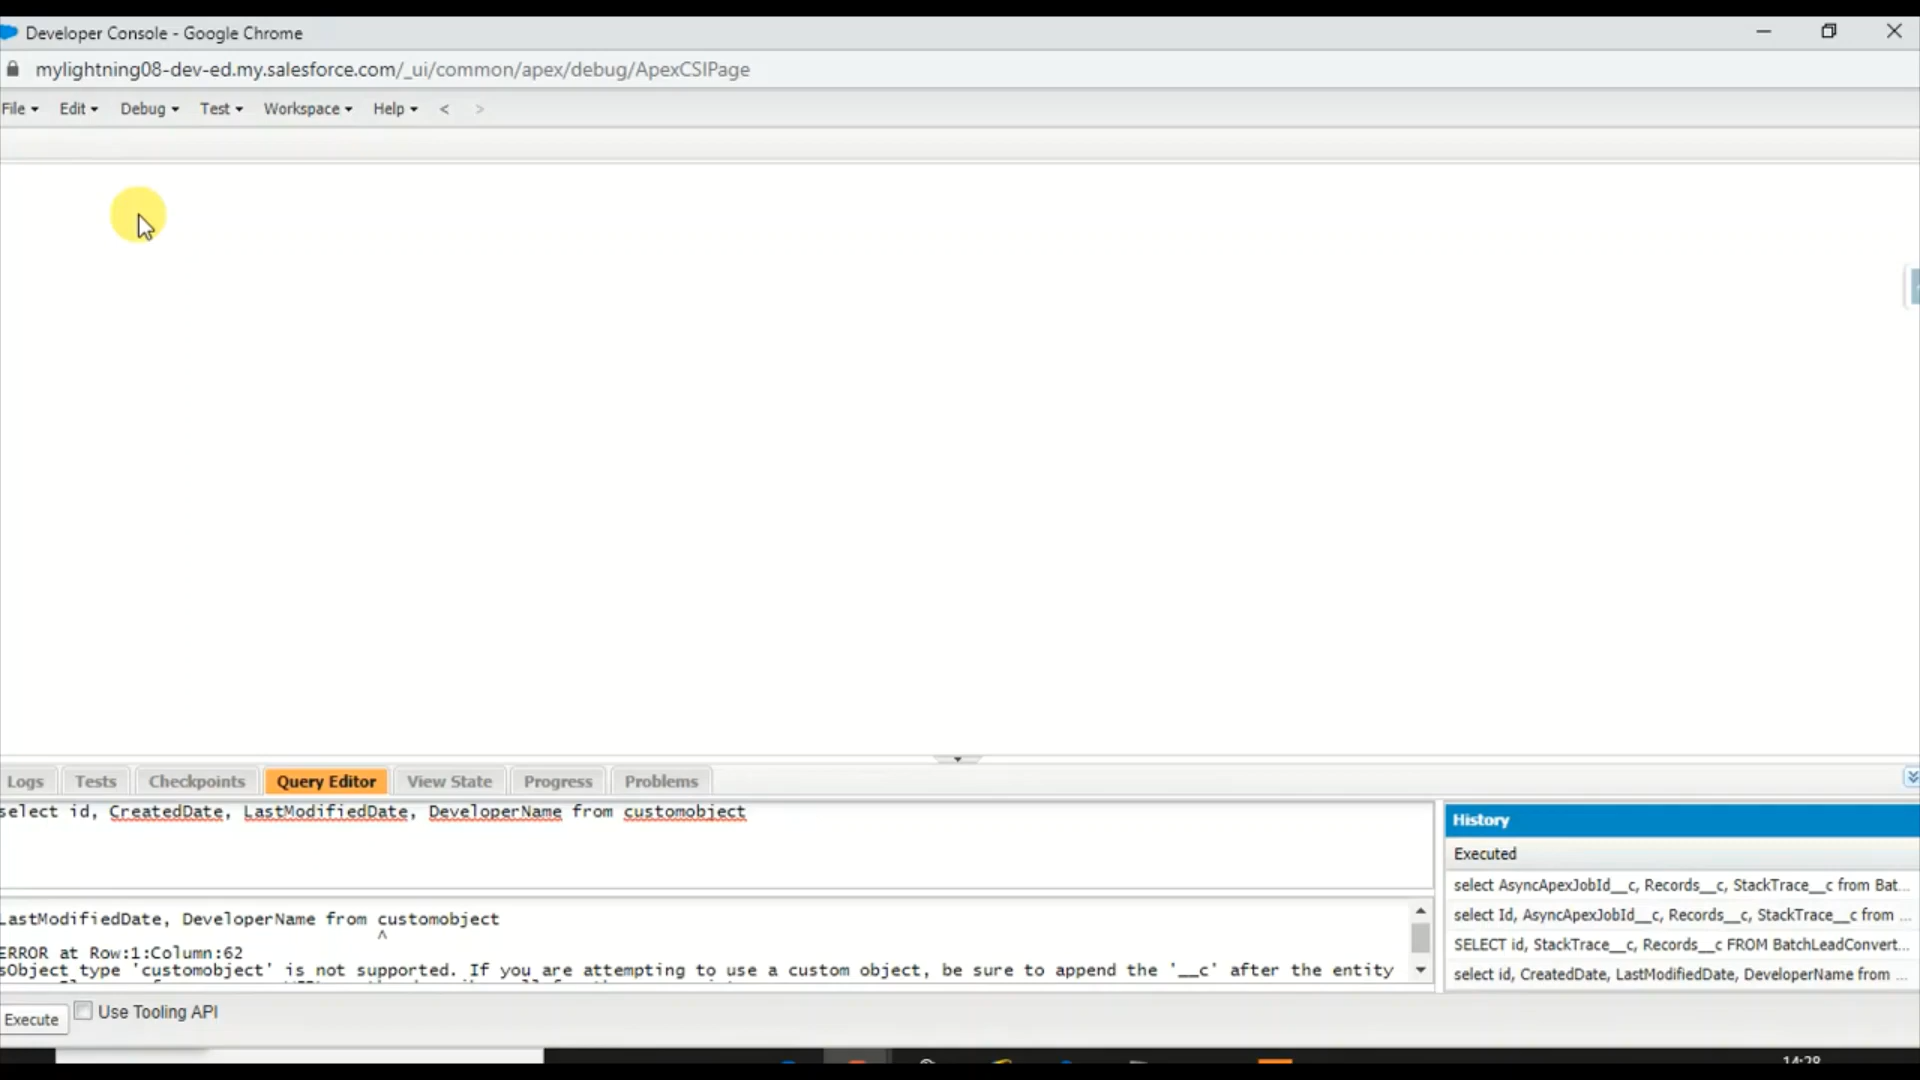 Developer Console - Google Chrome
mylightning08-dev-ed.my.salesforce.com/_ui/common/apex/debug/ApexCSIPage
File Edit Debug Test Workspace Help < >
Logs Tests Checkpoints Query Editor View State Progress Problems
select id, CreatedDate, LastModifiedDate, DeveloperName from customobject
History
Executed
select AsyncApexJobId__c, Records__c, StackTrace__c from Bat...
select Id, AsyncApexJobId__c, Records__c, StackTrace__c from ...
SELECT id, StackTrace__c, Records__c FROM BatchLeadConvert...
select id, CreatedDate, LastModifiedDate, DeveloperName from ...
LastModifiedDate, DeveloperName from customobject
^
ERROR at Row:1:Column:62
sObject type 'customobject' is not supported. If you are attempting to use a custom object, be sure to append the '__c' after the entity
Execute Use Tooling API
14:28